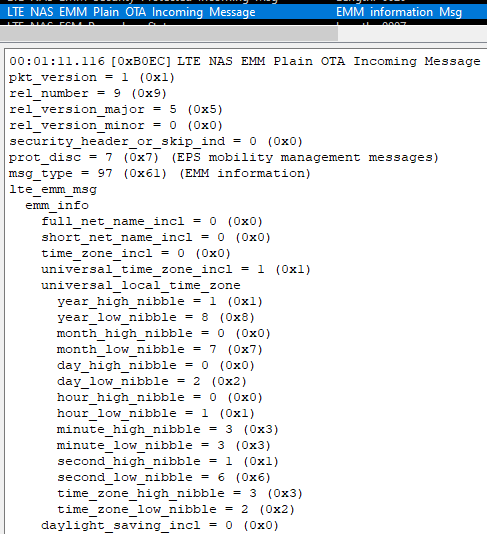 LTE NAS EMM Plain OTA Incoming Message EMM information Msg
00:01:11.116 [0xB0EC] LTE NAS EMM Plain OTA Incoming Message
pkt_version = 1 (0x1)
rel_number = 9 (0x9)
rel_version_major = 5 (0x5)
rel_version_minor = 0 (0x0)
security_header_or_skip_ind = 0 (0x0)
prot_disc = 7 (0x7) (EPS mobility management messages)
msg_type = 97 (0x61) (EMM information)
lte_emm_msg
emm_info
full_net_name_incl = 0 (0x0)
short_net_name_incl = 0 (0x0)
time_zone_incl = 0 (0x0)
universal_time_zone_incl = 1 (0x1)
universal_local_time_zone
year_high_nibble = 1 (0x1)
year_low_nibble = 8 (0x8)
month_high_nibble = 0 (0x0)
month_low_nibble = 7 (0x7)
day_high_nibble = 0 (0x0)
day_low_nibble = 2 (0x2)
hour_high_nibble = 0 (0x0)
hour_low_nibble = 1 (0x1)
minute_high_nibble = 3 (0x3)
minute_low_nibble = 3 (0x3)
second_high_nibble = 1 (0x1)
second_low_nibble = 6 (0x6)
time_zone_high_nibble = 3 (0x3)
time_zone_low_nibble = 2 (0x2)
daylight_saving_incl = 0 (0x0)